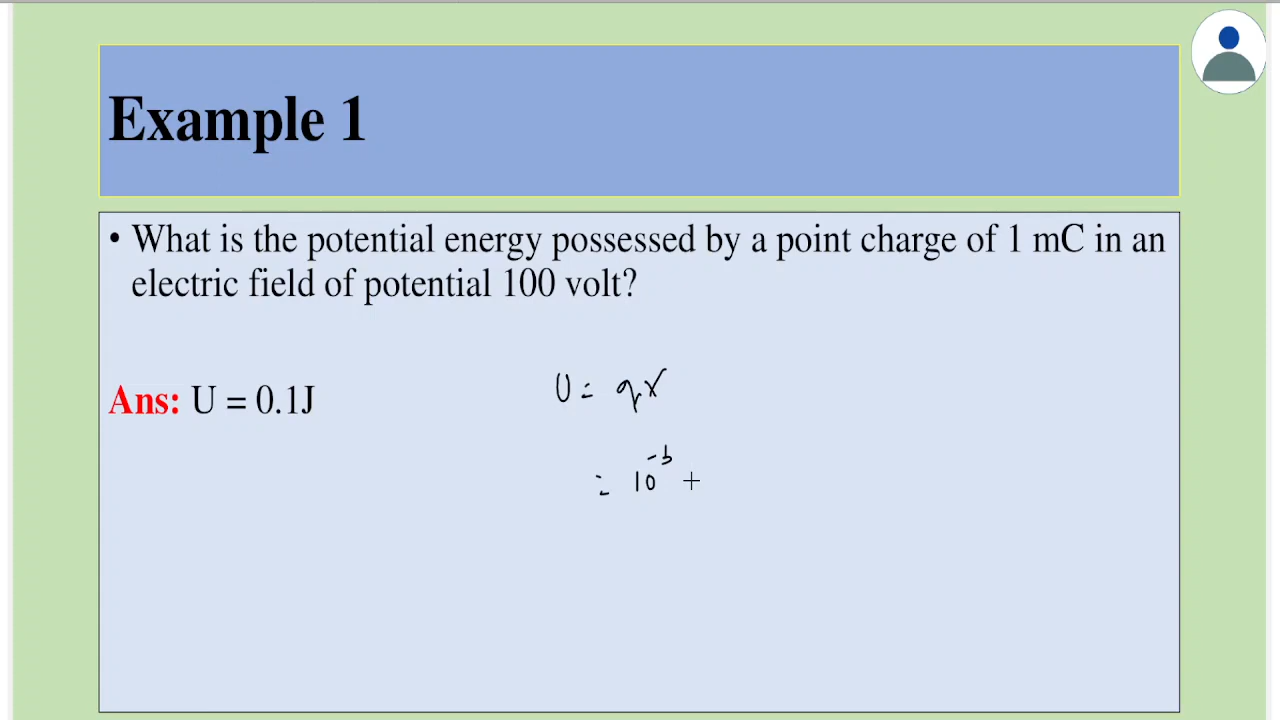 Example 1
• What is the potential energy possessed by a point charge of 1 mC in an
electric field of potential 100 volt?
Ans: U = 0.1J
U = qV
= 10⁻³ +